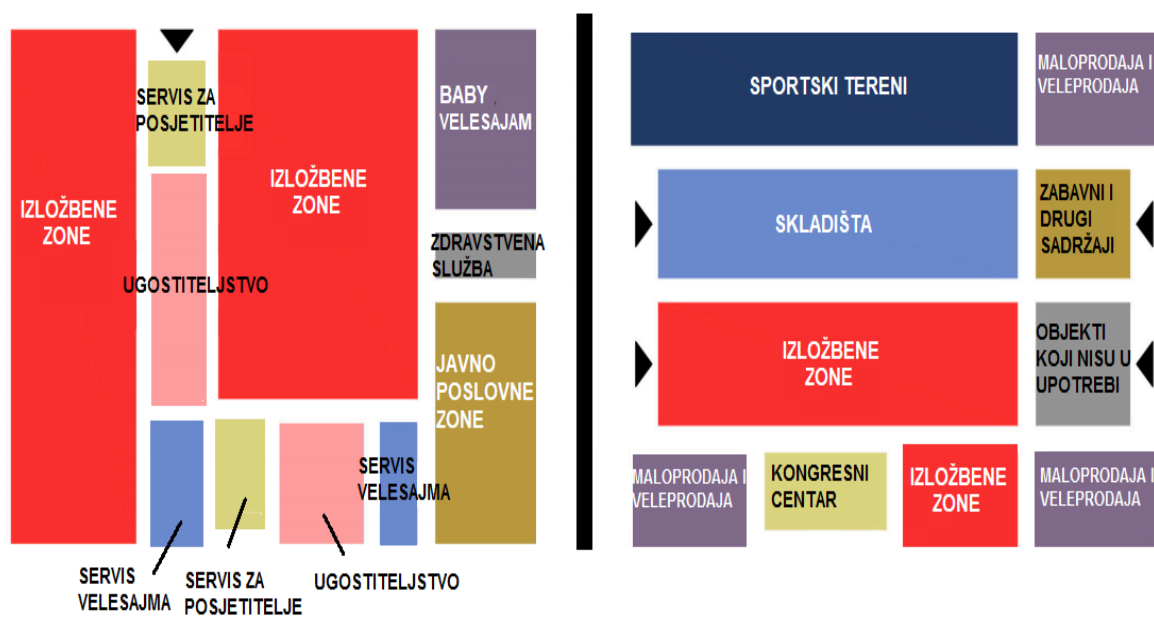 SERVIS ZA
POSJETITELJE
IZLOŽBENE
ZONE
UGOSTITELJSTVO
IZLOŽBENE
ZONE
BABY
VELESAJAM
ZDRAVSTVENA
SLUŽBA
JAVNO
POSLOVNE
ZONE
SERVIS
VELESAJMA
SERVIS
VELESAJMA
SERVIS ZA
POSJETITELJE
UGOSTITELJSTVO
SPORTSKI TERENI
MALOPRODAJA I
VELEPRODAJA
SKLADIŠTA
ZABAVNI I
DRUGI
SADRŽAJI
IZLOŽBENE
ZONE
OBJEKTI
KOJI NISU U
UPOTREBI
MALOPRODAJA I
VELEPRODAJA
KONGRESNI
CENTAR
IZLOŽBENE
ZONE
MALOPRODAJA I
VELEPRODAJA